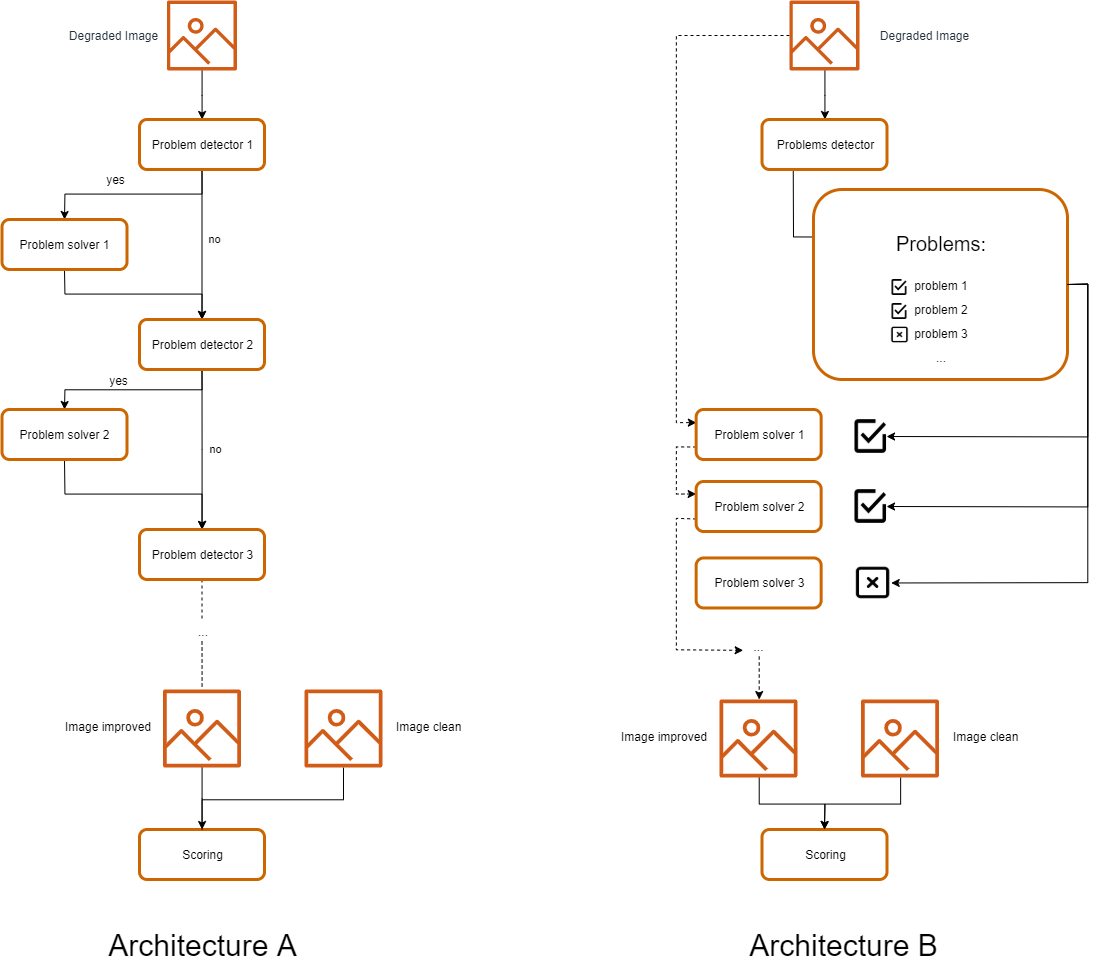 Degraded Image
Problem detector 1
yes
no
Problem solver 1
Problem detector 2
yes
no
Problem solver 2
Problem detector 3
...
Image improved
Image clean
Scoring
Architecture A
Degraded Image
Problems detector
Problems:
problem 1
problem 2
problem 3
...
Problem solver 1
Problem solver 2
Problem solver 3
...
Image improved
Image clean
Scoring
Architecture B